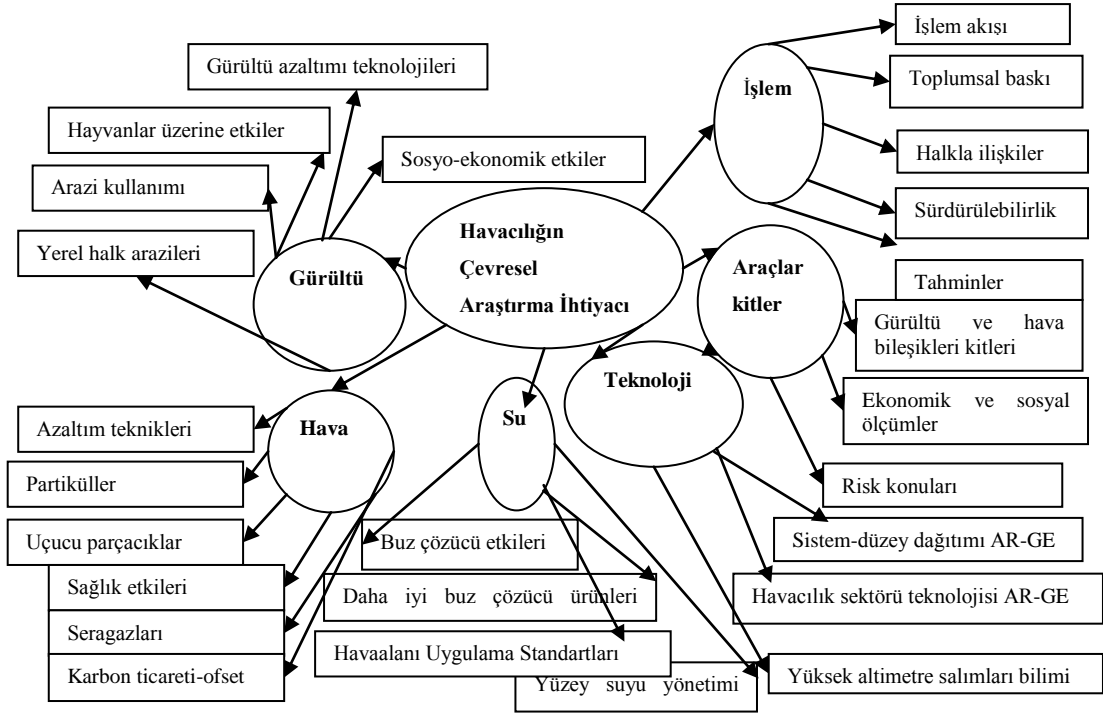 İşlem akışı
Gürültü azaltımı teknolojileri
Toplumsal baskı
İşlem
Hayvanlar üzerine etkiler
Sosyo-ekonomik etkiler
Halkla ilişkiler
Arazi kullanımı
Sürdürülebilirlik
Yerel halk arazileri
Gürültü
Havacılığın
Çevresel
Araştırma İhtiyacı
Araçlar
kitler
Tahminler
Gürültü ve hava
bileşikleri kitleri
Teknoloji
Ekonomik ve sosyal
ölçümler
Azaltım teknikleri
Hava
Su
Partiküller
Risk konuları
Uçucu parçacıklar
Buz çözücü etkileri
Sistem-düzey dağıtımı AR-GE
Sağlık etkileri
Daha iyi buz çözücü ürünleri
Havacılık sektörü teknolojisi AR-GE
Seragazları
Havaalanı Uygulama Standartları
Karbon ticareti-ofset
Yüzey suyu yönetimi
Yüksek altimetre salımları bilimi